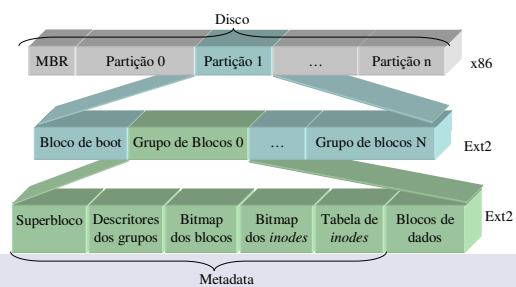 Disco
MBR Partição 0 Partição 1 ... Partição n x86
Bloco de boot Grupo de Blocos 0 ... Grupo de blocos N Ext2
Superbloco Descritores dos grupos Bitmap dos blocos Bitmap dos inodes Tabela de inodes Blocos de dados Ext2
Metadata